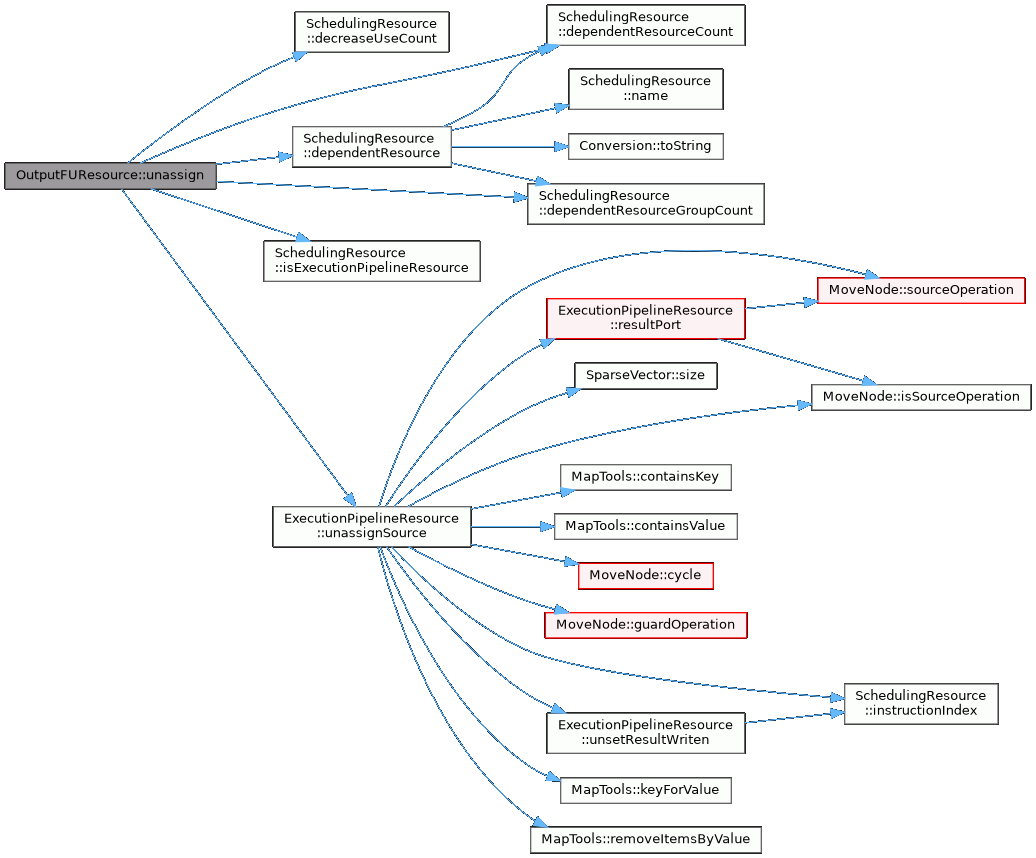 SchedulingResource
::decreaseUseCount
SchedulingResource
::dependentResourceCount
SchedulingResource
::name
SchedulingResource
::dependentResource
Conversion::toString
OutputFUResource::unassign
SchedulingResource
::dependentResourceGroupCount
SchedulingResource
::isExecutionPipelineResource
MoveNode::sourceOperation
ExecutionPipelineResource
::resultPort
SparseVector::size
MoveNode::isSourceOperation
MapTools::containsKey
ExecutionPipelineResource
::unassignSource
MapTools::containsValue
MoveNode::cycle
MoveNode::guardOperation
SchedulingResource
::instructionIndex
ExecutionPipelineResource
::unsetResultWriten
MapTools::keyForValue
MapTools::removeItemsByValue